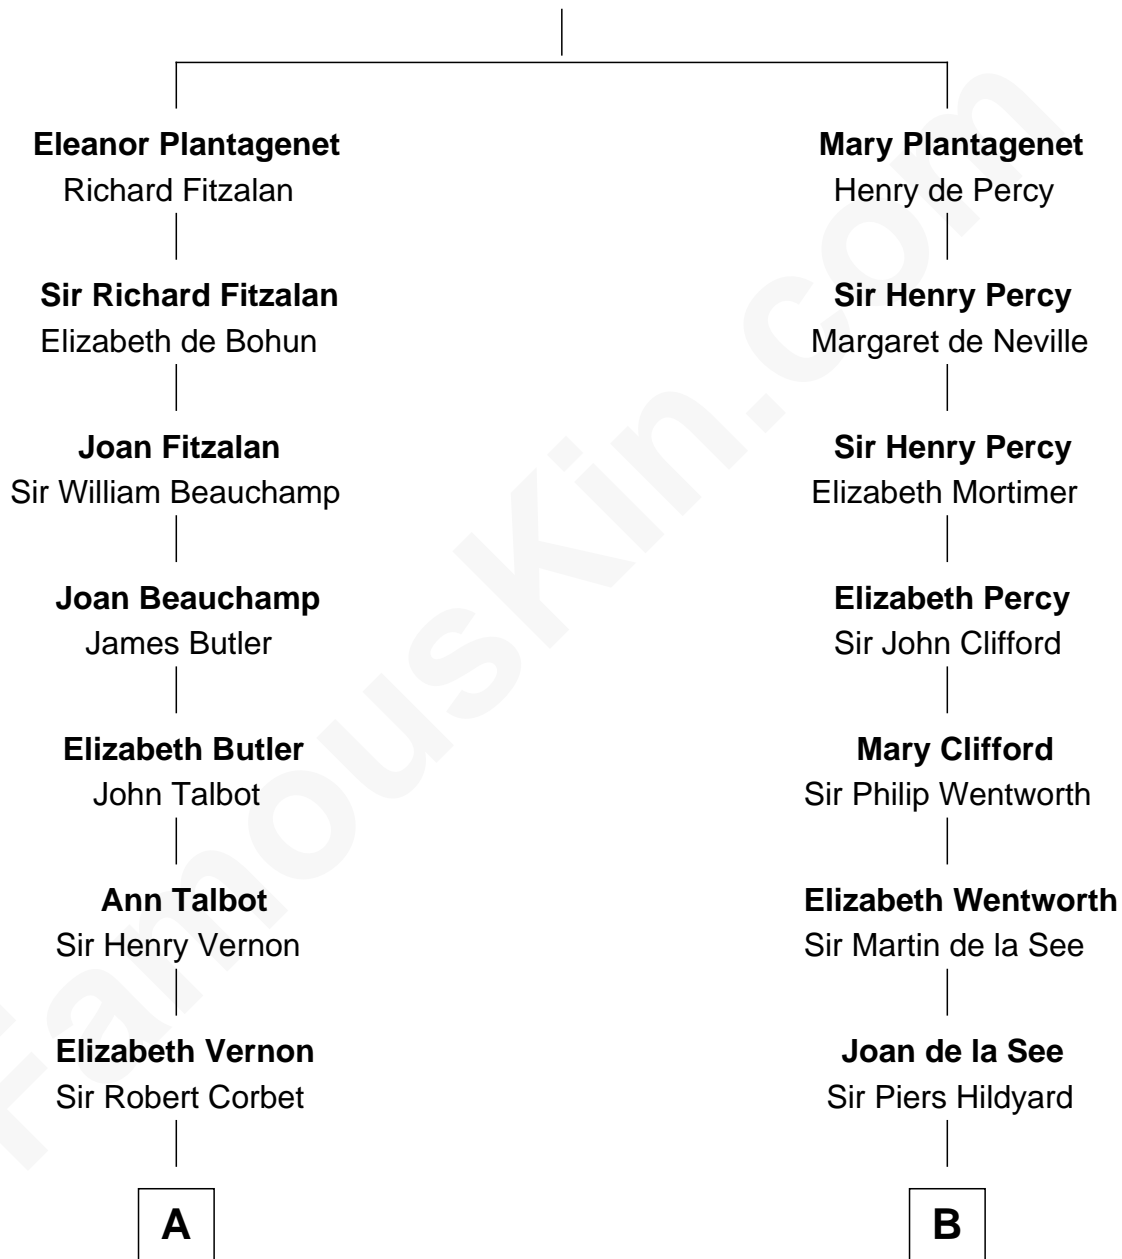 Eleanor Plantagenet
Richard Fitzalan
Sir Richard Fitzalan
Elizabeth de Bohun
Joan Fitzalan
Sir William Beauchamp
Joan Beauchamp
James Butler
Elizabeth Butler
John Talbot
Ann Talbot
Sir Henry Vernon
Elizabeth Vernon
Sir Robert Corbet
A
Mary Plantagenet
Henry de Percy
Sir Henry Percy
Margaret de Neville
Sir Henry Percy
Elizabeth Mortimer
Elizabeth Percy
Sir John Clifford
Mary Clifford
Sir Philip Wentworth
Elizabeth Wentworth
Sir Martin de la See
Joan de la See
Sir Piers Hildyard
B
FamousKin.com